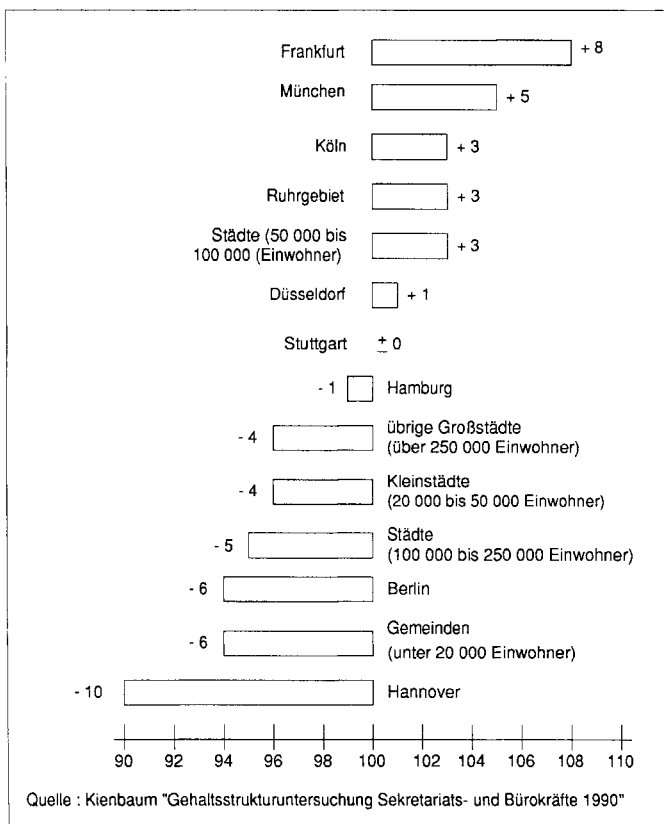 Frankfurt + 8
München + 5
Köln + 3
Ruhrgebiet + 3
Städte (50 000 bis
100 000 (Einwohner) + 3
Düsseldorf + 1
Stuttgart ± 0
- 1 Hamburg
- 4 übrige Großstädte
(über 250 000 Einwohner)
- 4 Kleinstädte
(20 000 bis 50 000 Einwohner)
- 5 Städte
(100 000 bis 250 000 Einwohner)
- 6 Berlin
- 6 Gemeinden
(unter 20 000 Einwohner)
- 10 Hannover
90 92 94 96 98 100 102 104 106 108 110
Quelle : Kienbaum "Gehaltsstrukturuntersuchung Sekretariats- und Bürokräfte 1990"